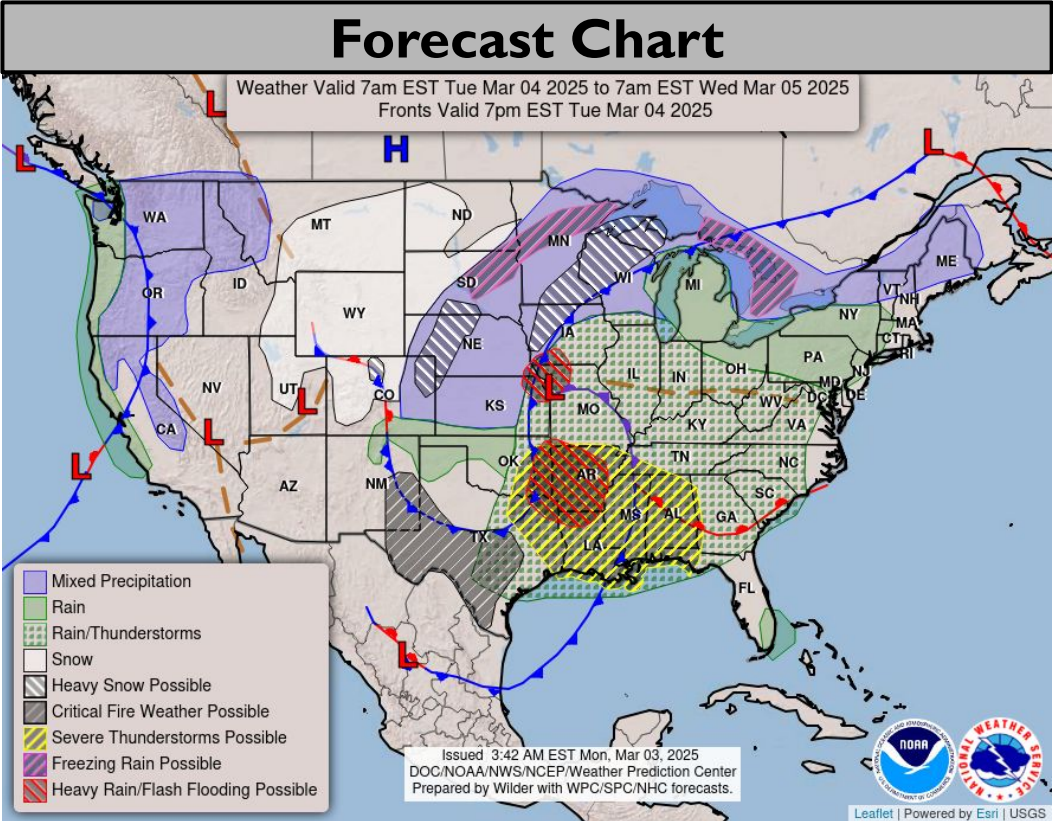 Forecast Chart
Weather Valid 7am EST Tue Mar 04 2025 to 7am EST Wed Mar 05 2025
Fronts Valid 7pm EST Tue Mar 04 2025
L
H
L
L
WA
MT
ND
MN
ME
OR
ID
SD
WI
MI
VT
NH
WY
NY
MA
IA
CT
RI
NE
PA
NJ
NV
UT
CO
IL
IN
OH
MD
DE
DC
L
L
KS
MO
WV
KY
VA
CA
L
L
OK
TN
NC
AZ
NM
AR
SC
MS
AL
GA
TX
LA
FL
L
Mixed Precipitation
Rain
Rain/Thunderstorms
Snow
Heavy Snow Possible
Critical Fire Weather Possible
Severe Thunderstorms Possible
Freezing Rain Possible
Heavy Rain/Flash Flooding Possible
Issued 3:42 AM EST Mon, Mar 03, 2025
DOC/NOAA/NWS/NCEP/Weather Prediction Center
Prepared by Wilder with WPC/SPC/NHC forecasts.
NOAA
NATIONAL WEATHER SERVICE
Leaflet | Powered by Esri | USGS